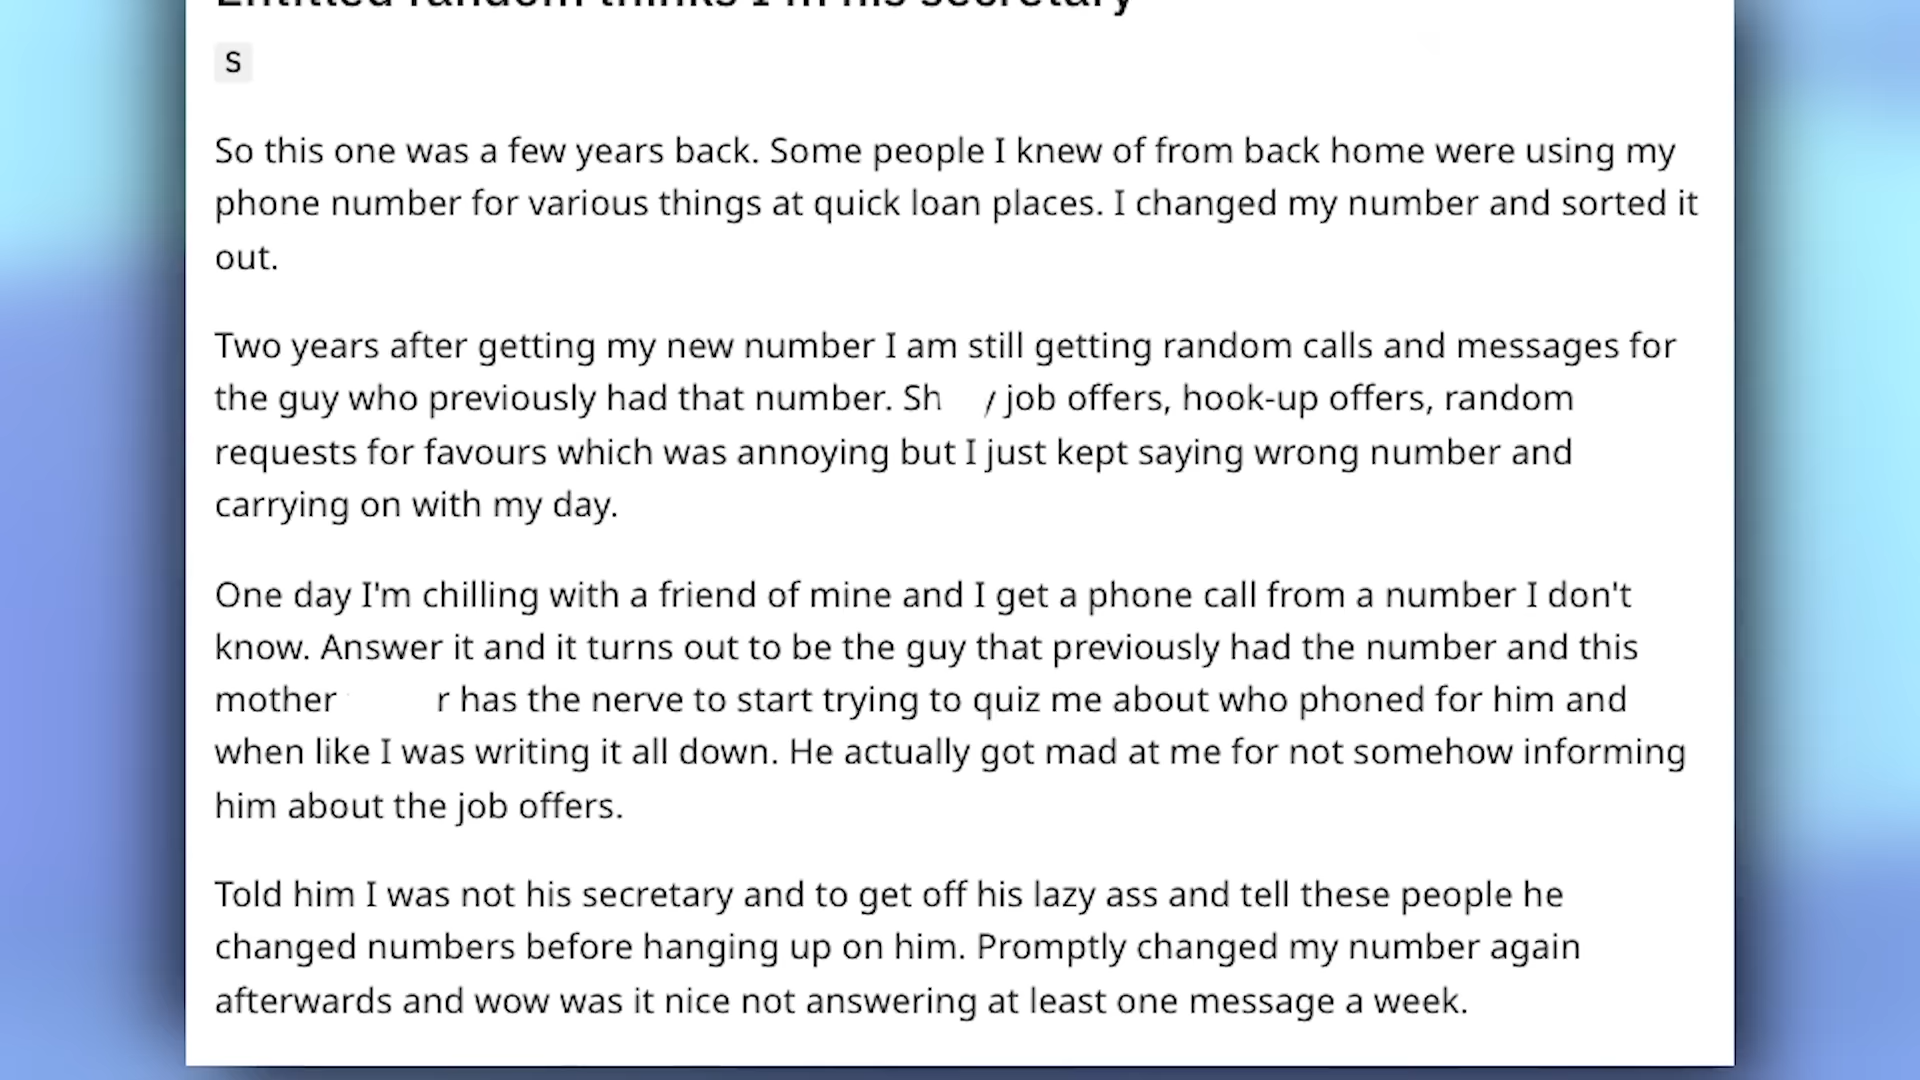 Entitled random thinks I'm his secretary
S
So this one was a few years back. Some people I knew of from back home were using my
phone number for various things at quick loan places. I changed my number and sorted it
out.
Two years after getting my new number I am still getting random calls and messages for
the guy who previously had that number. Sh y job offers, hook-up offers, random
requests for favours which was annoying but I just kept saying wrong number and
carrying on with my day.
One day I'm chilling with a friend of mine and I get a phone call from a number I don't
know. Answer it and it turns out to be the guy that previously had the number and this
mother r has the nerve to start trying to quiz me about who phoned for him and
when like I was writing it all down. He actually got mad at me for not somehow informing
him about the job offers.
Told him I was not his secretary and to get off his lazy ass and tell these people he
changed numbers before hanging up on him. Promptly changed my number again
afterwards and wow was it nice not answering at least one message a week.